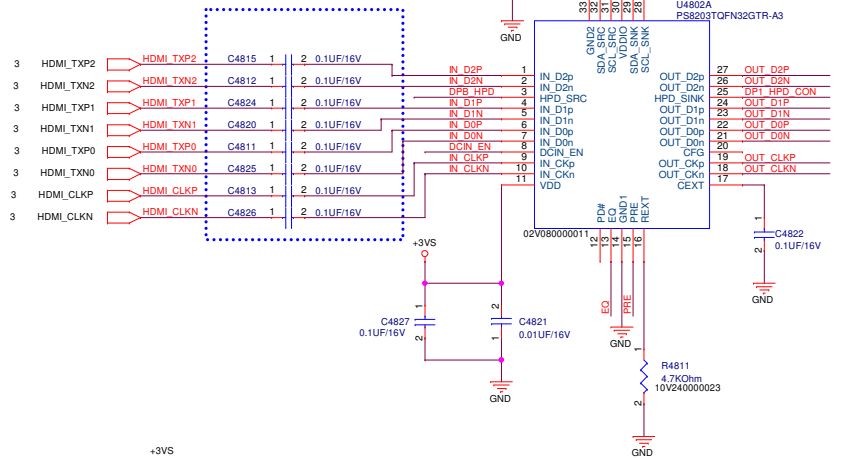 U4802A
PS8203TQFN32GTR-A3
33 32 31 30 29 28
GND
GND2 SDA_SRC SCL_SRC VDDIO SDA_SNK SCL_SNK
3 HDMI_TXP2 HDMI_TXP2 C4815 1 2 0.1UF/16V
3 HDMI_TXN2 HDMI_TXN2 C4812 1 2 0.1UF/16V
3 HDMI_TXP1 HDMI_TXP1 C4824 1 2 0.1UF/16V
3 HDMI_TXN1 HDMI_TXN1 C4820 1 2 0.1UF/16V
3 HDMI_TXP0 HDMI_TXP0 C4811 1 2 0.1UF/16V
3 HDMI_TXN0 HDMI_TXN0 C4825 1 2 0.1UF/16V
3 HDMI_CLKP HDMI_CLKP C4813 1 2 0.1UF/16V
3 HDMI_CLKN HDMI_CLKN C4826 1 2 0.1UF/16V
IN_D2P 1 IN_D2p
IN_D2N 2 IN_D2n
DPB_HPD 3 HPD_SRC
IN_D1P 4 IN_D1p
IN_D1N 5 IN_D1n
IN_D0P 6 IN_D0p
IN_D0N 7 IN_D0n
DCIN_EN 8 DCIN_EN
IN_CLKP 9 IN_CKp
IN_CLKN 10 IN_CKn
11 VDD
OUT_D2p 27 OUT_D2P
OUT_D2n 26 OUT_D2N
HPD_SINK 25 DP1_HPD_CON
OUT_D1p 24 OUT_D1P
OUT_D1n 23 OUT_D1N
OUT_D0p 22 OUT_D0P
OUT_D0n 21 OUT_D0N
CFG 20
OUT_CKp 19 OUT_CLKP
OUT_CKn 18 OUT_CLKN
CEXT 17
PD# EQ GND1 PRE REXT
02V080000011
12 13 14 15 16
1 C4822
2 0.1UF/16V
GND
+3VS
EQ PRE
GND
1 C4827
2 0.1UF/16V
2 C4821
1 0.01UF/16V
GND
1 R4811
4.7KOhm
10V240000023
2
GND
+3VS